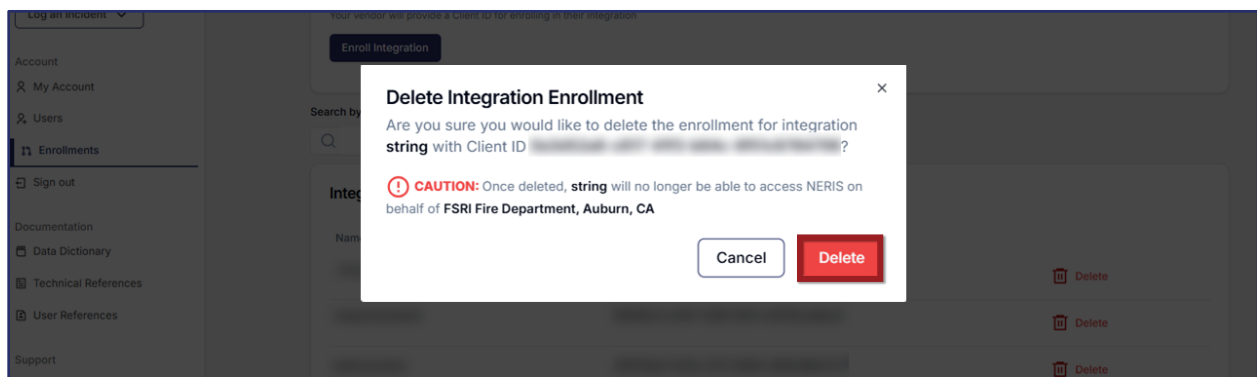 Log an incident
Your vendor will provide a Client ID for enrolling in their integration
Enroll Integration
Account
My Account
Users
Enrollments
Sign out
Documentation
Data Dictionary
Technical References
User References
Support
Search by
Integ
Nam
Delete Integration Enrollment
Are you sure you would like to delete the enrollment for integration
string with Client ID ?
CAUTION: Once deleted, string will no longer be able to access NERIS on
behalf of FSRI Fire Department, Auburn, CA
Cancel
Delete
Delete
Delete
Delete